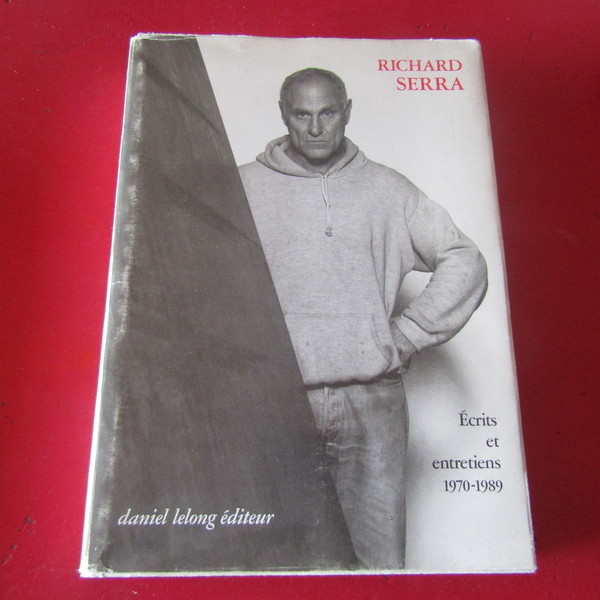 RICHARD
SERRA
Écrits
et
entretiens
1970-1989
daniel lelong éditeur